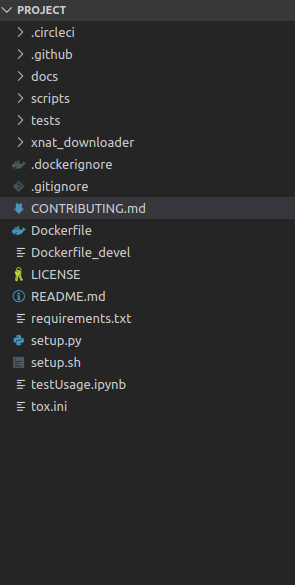 PROJECT
.circleci
.github
docs
scripts
tests
xnat_downloader
.dockerignore
.gitignore
CONTRIBUTING.md
Dockerfile
Dockerfile_devel
LICENSE
README.md
requirements.txt
setup.py
setup.sh
testUsage.ipynb
tox.ini